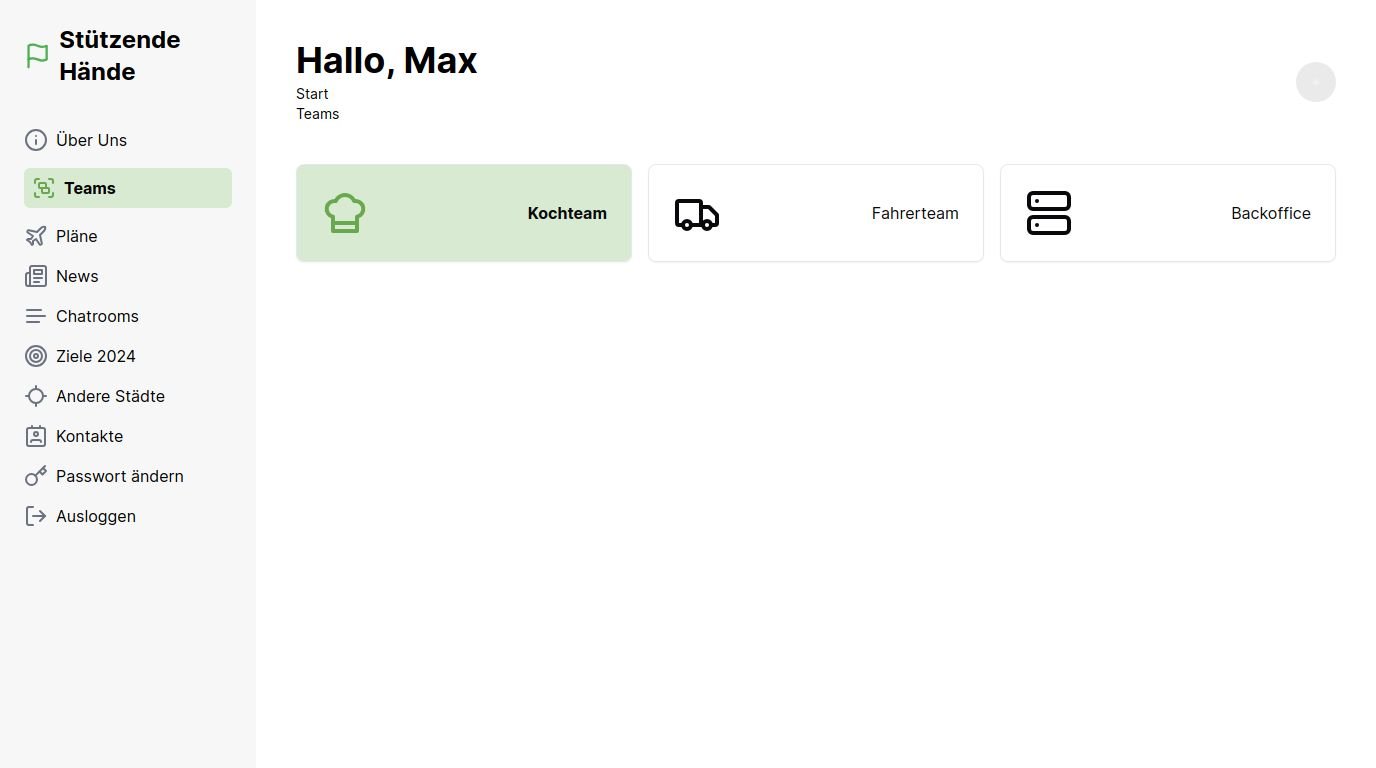 Stützende
Hände
Über Uns
Teams
Pläne
News
Chatrooms
Ziele 2024
Andere Städte
Kontakte
Passwort ändern
Ausloggen
Hallo, Max
Start
Teams
Kochteam
Fahrerteam
Backoffice